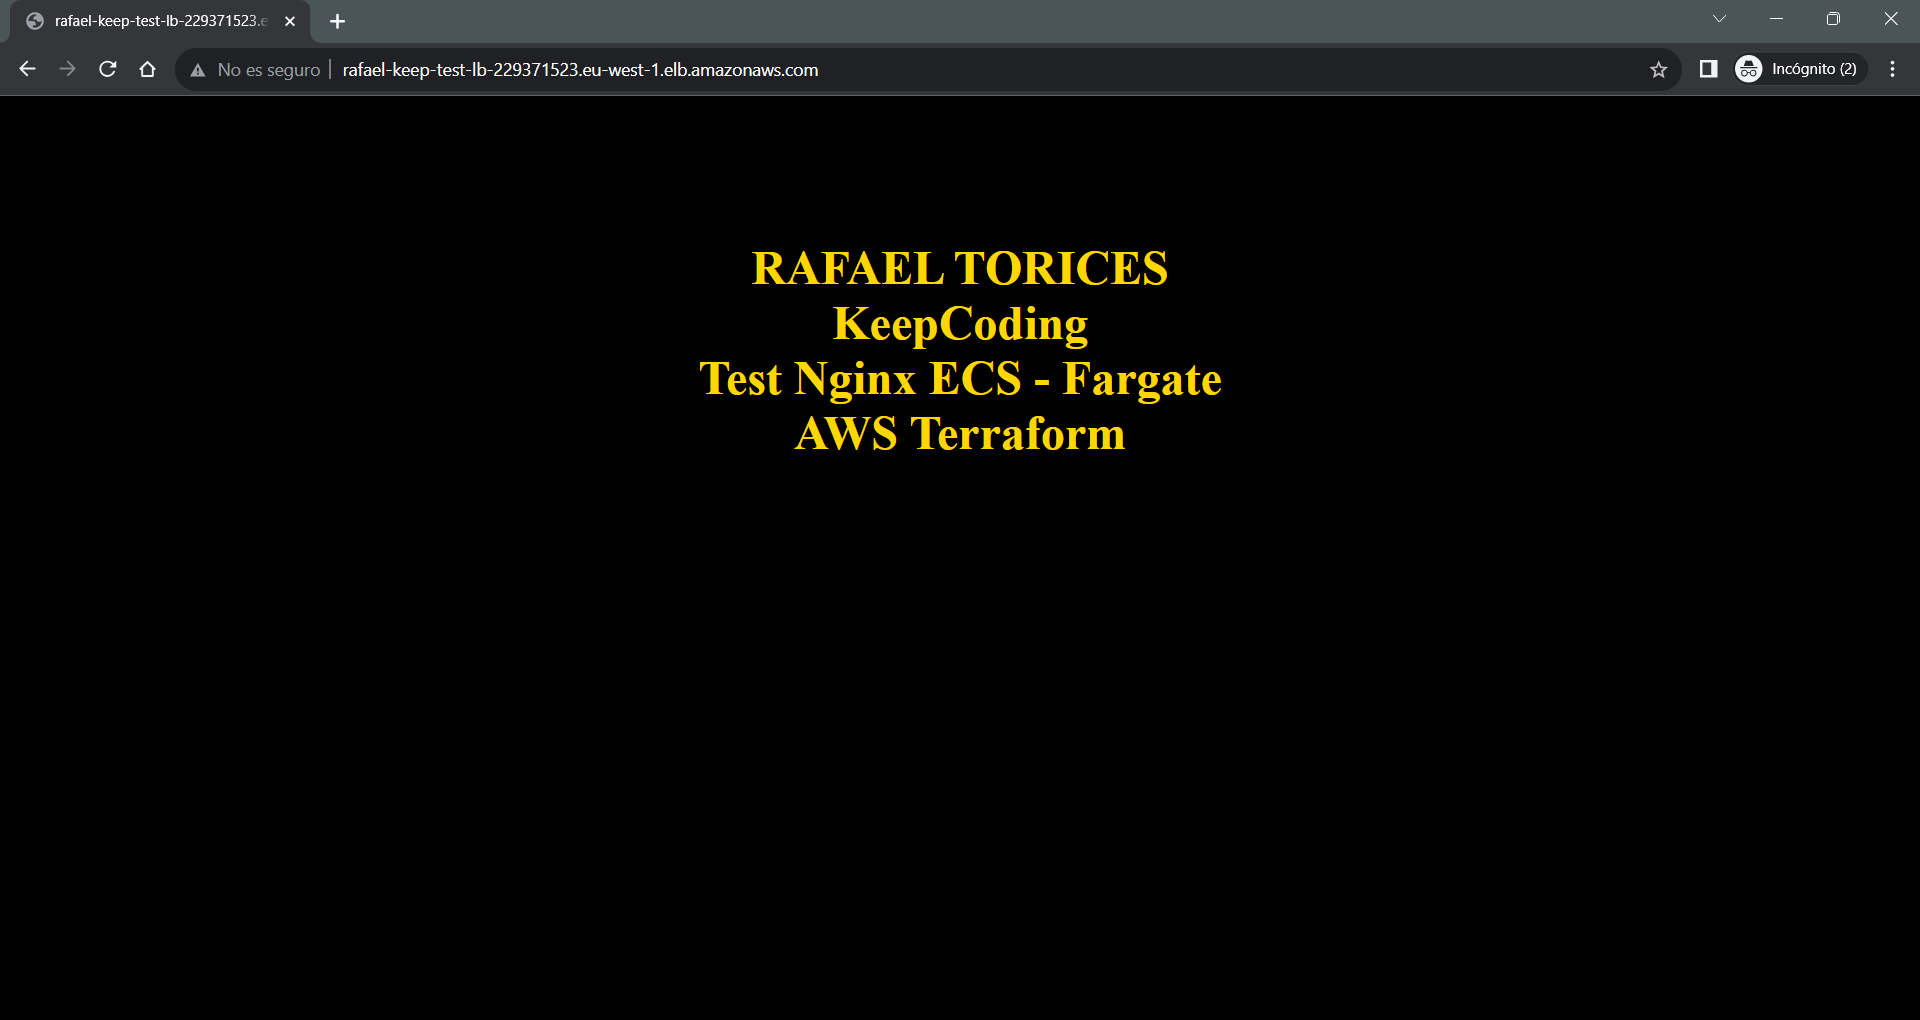 rafael-keep-test-lb-229371523.e
No es seguro
rafael-keep-test-lb-229371523.eu-west-1.elb.amazonaws.com
Incógnito (2)
RAFAEL TORICES
KeepCoding
Test Nginx ECS - Fargate
AWS Terraform